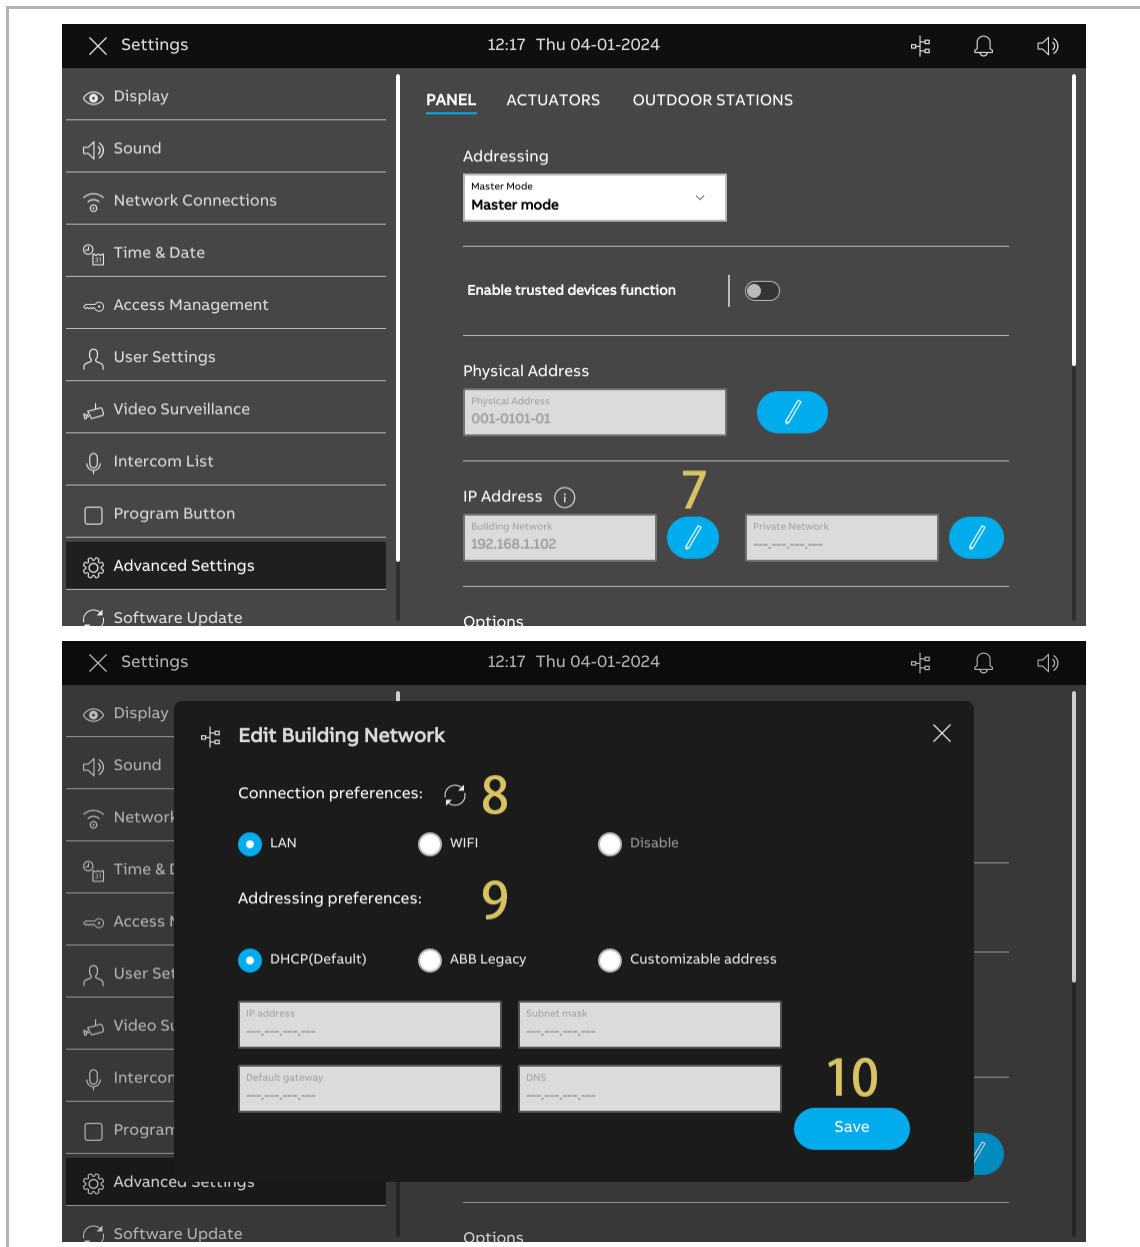 Settings
12:17 Thu 04-01-2024
Display
Sound
Network Connections
Time & Date
Access Management
User Settings
Video Surveillance
Intercom List
Program Button
Advanced Settings
Software Update
PANEL ACTUATORS OUTDOOR STATIONS
Addressing
Master Mode
Master mode
Enable trusted devices function
Physical Address
Physical Address
001-0101-01
IP Address
7
Building Network
192.168.1.102
Private Network
---.---.---.---
Options
Settings
12:17 Thu 04-01-2024
Display
Sound
Network
Time & D
Access M
User Set
Video Su
Intercom
Program
Advanced Settings
Software Update
Edit Building Network
Connection preferences: 8
LAN WIFI Disable
Addressing preferences: 9
DHCP(Default) ABB Legacy Customizable address
IP address
---.---.---.---
Subnet mask
---.---.---.---
Default gateway
---.---.---.---
DNS
---.---.---.---
10
Save
Options